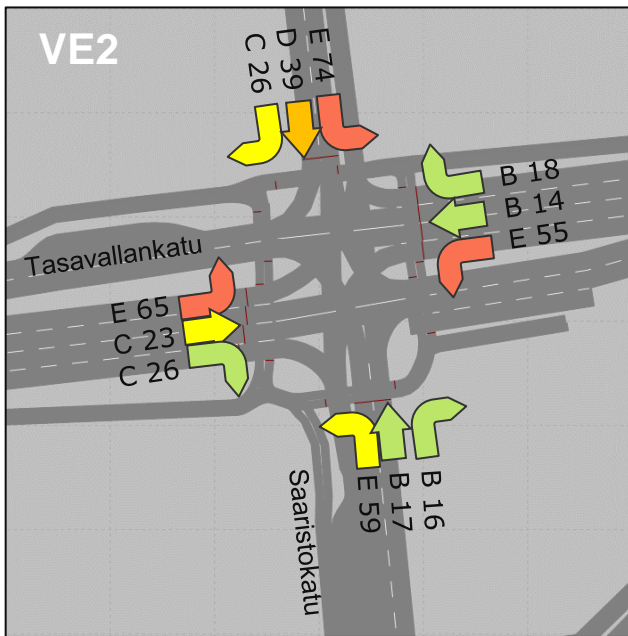 VE2
C 26
D 39
E 74
B 18
B 14
E 55
Tasavallankatu
E 65
C 23
C 26
Saaristokatu
E 59
B 17
B 16